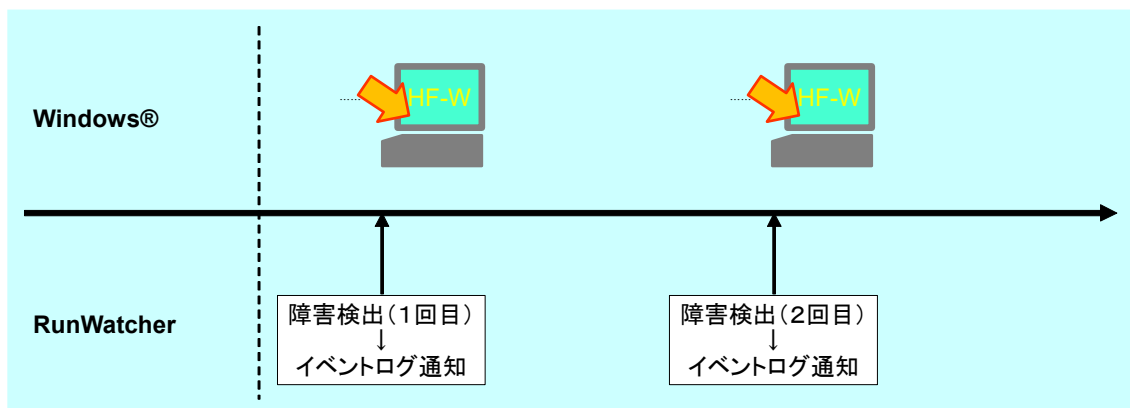 HF-W
HF-W
Windows®
RunWatcher
障害検出(1回目)
↓
イベントログ通知
障害検出(2回目)
↓
イベントログ通知